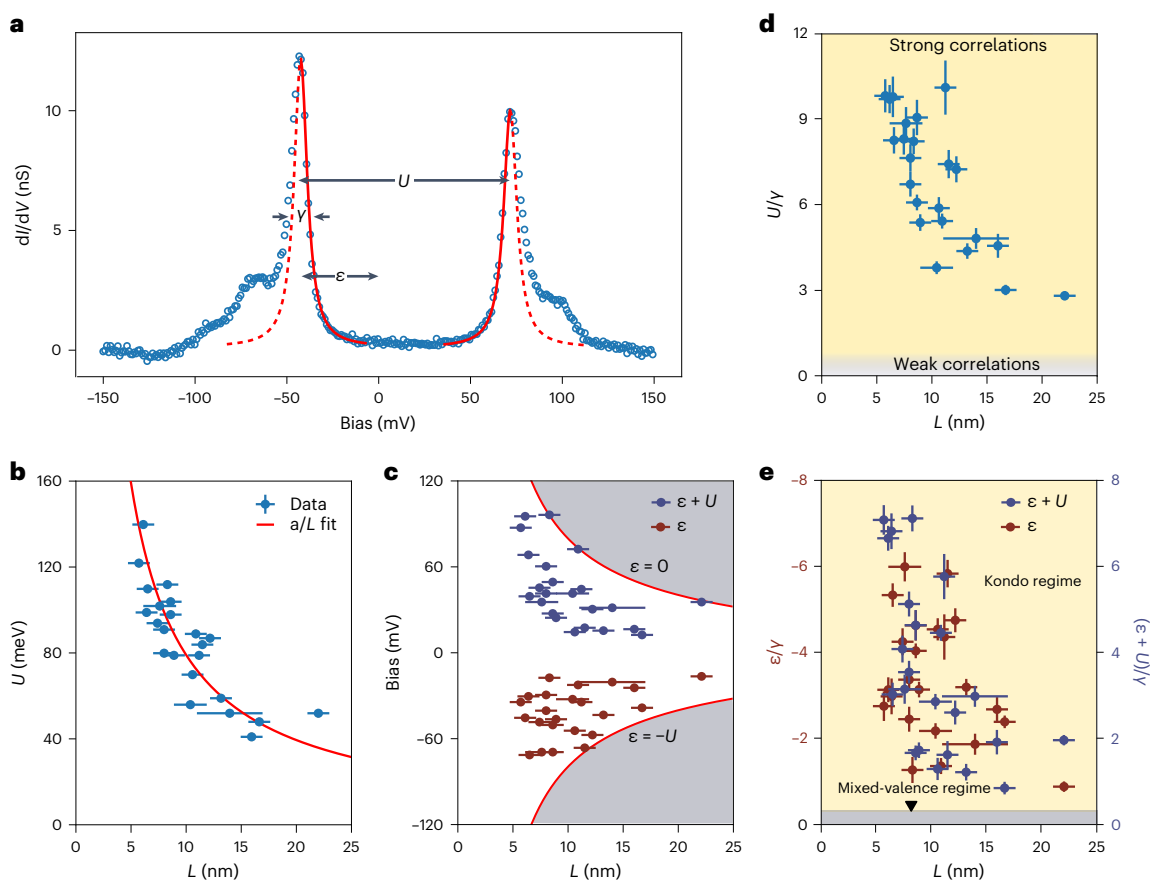 a
dI/dV (nS)
10
5
0
U
γ
ε
−150
−100
−50
0
50
100
150
Bias (mV)
d
U/γ
12
9
6
3
0
Strong correlations
Weak correlations
0
5
10
15
20
25
L (nm)
b
U (meV)
160
120
80
40
0
Data
a/L fit
0
5
10
15
20
25
L (nm)
c
Bias (mV)
120
60
0
−60
−120
ε + U
ε
ε = 0
ε = −U
0
5
10
15
20
25
L (nm)
e
ε/γ
−8
−6
−4
−2
0
ε + U
ε
Kondo regime
Mixed-valence regime
8
6
4
2
0
(ε + U)/γ
0
5
10
15
20
25
L (nm)